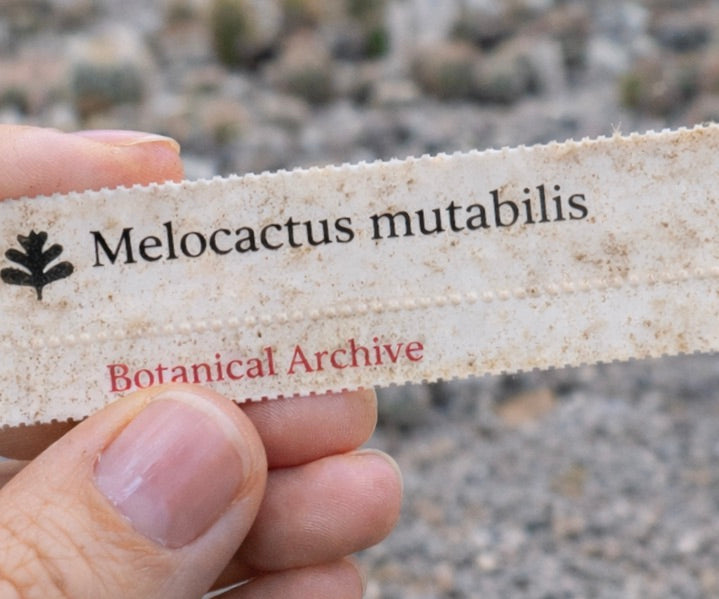 Melocactus mutabilis
Botanical Archive